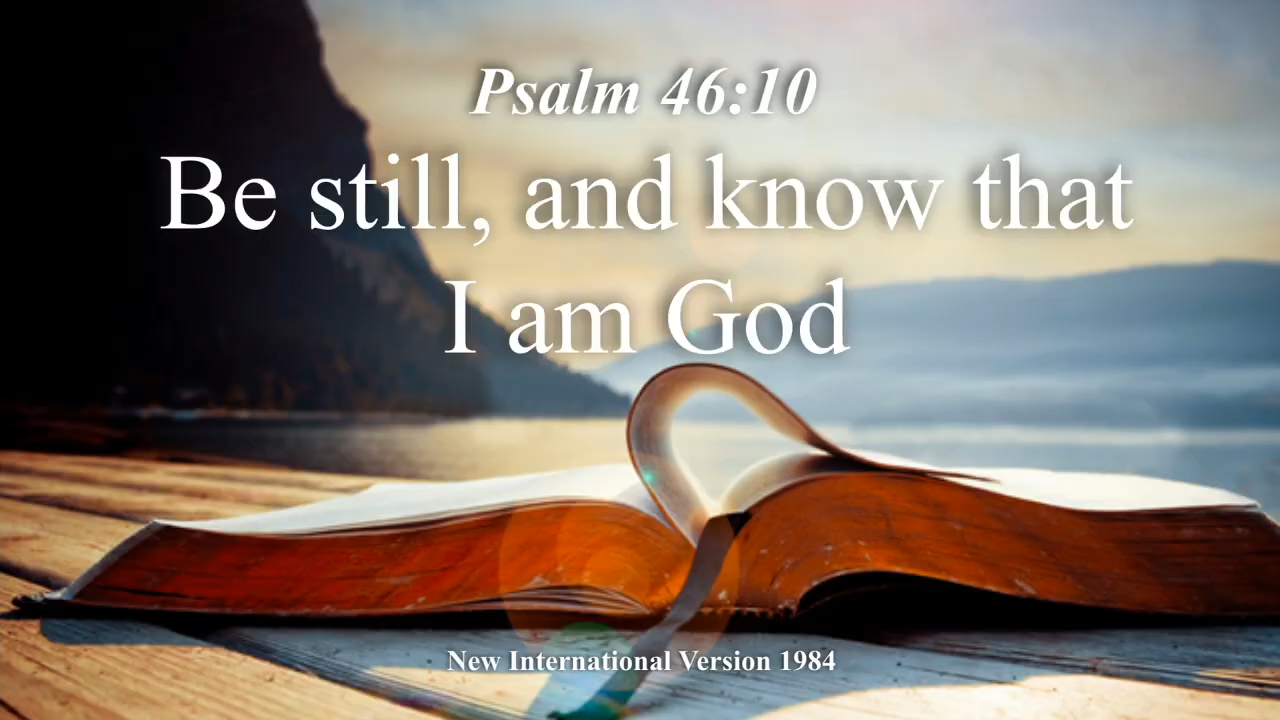 Psalm 46:10
Be still, and know that
I am God
New International Version 1984